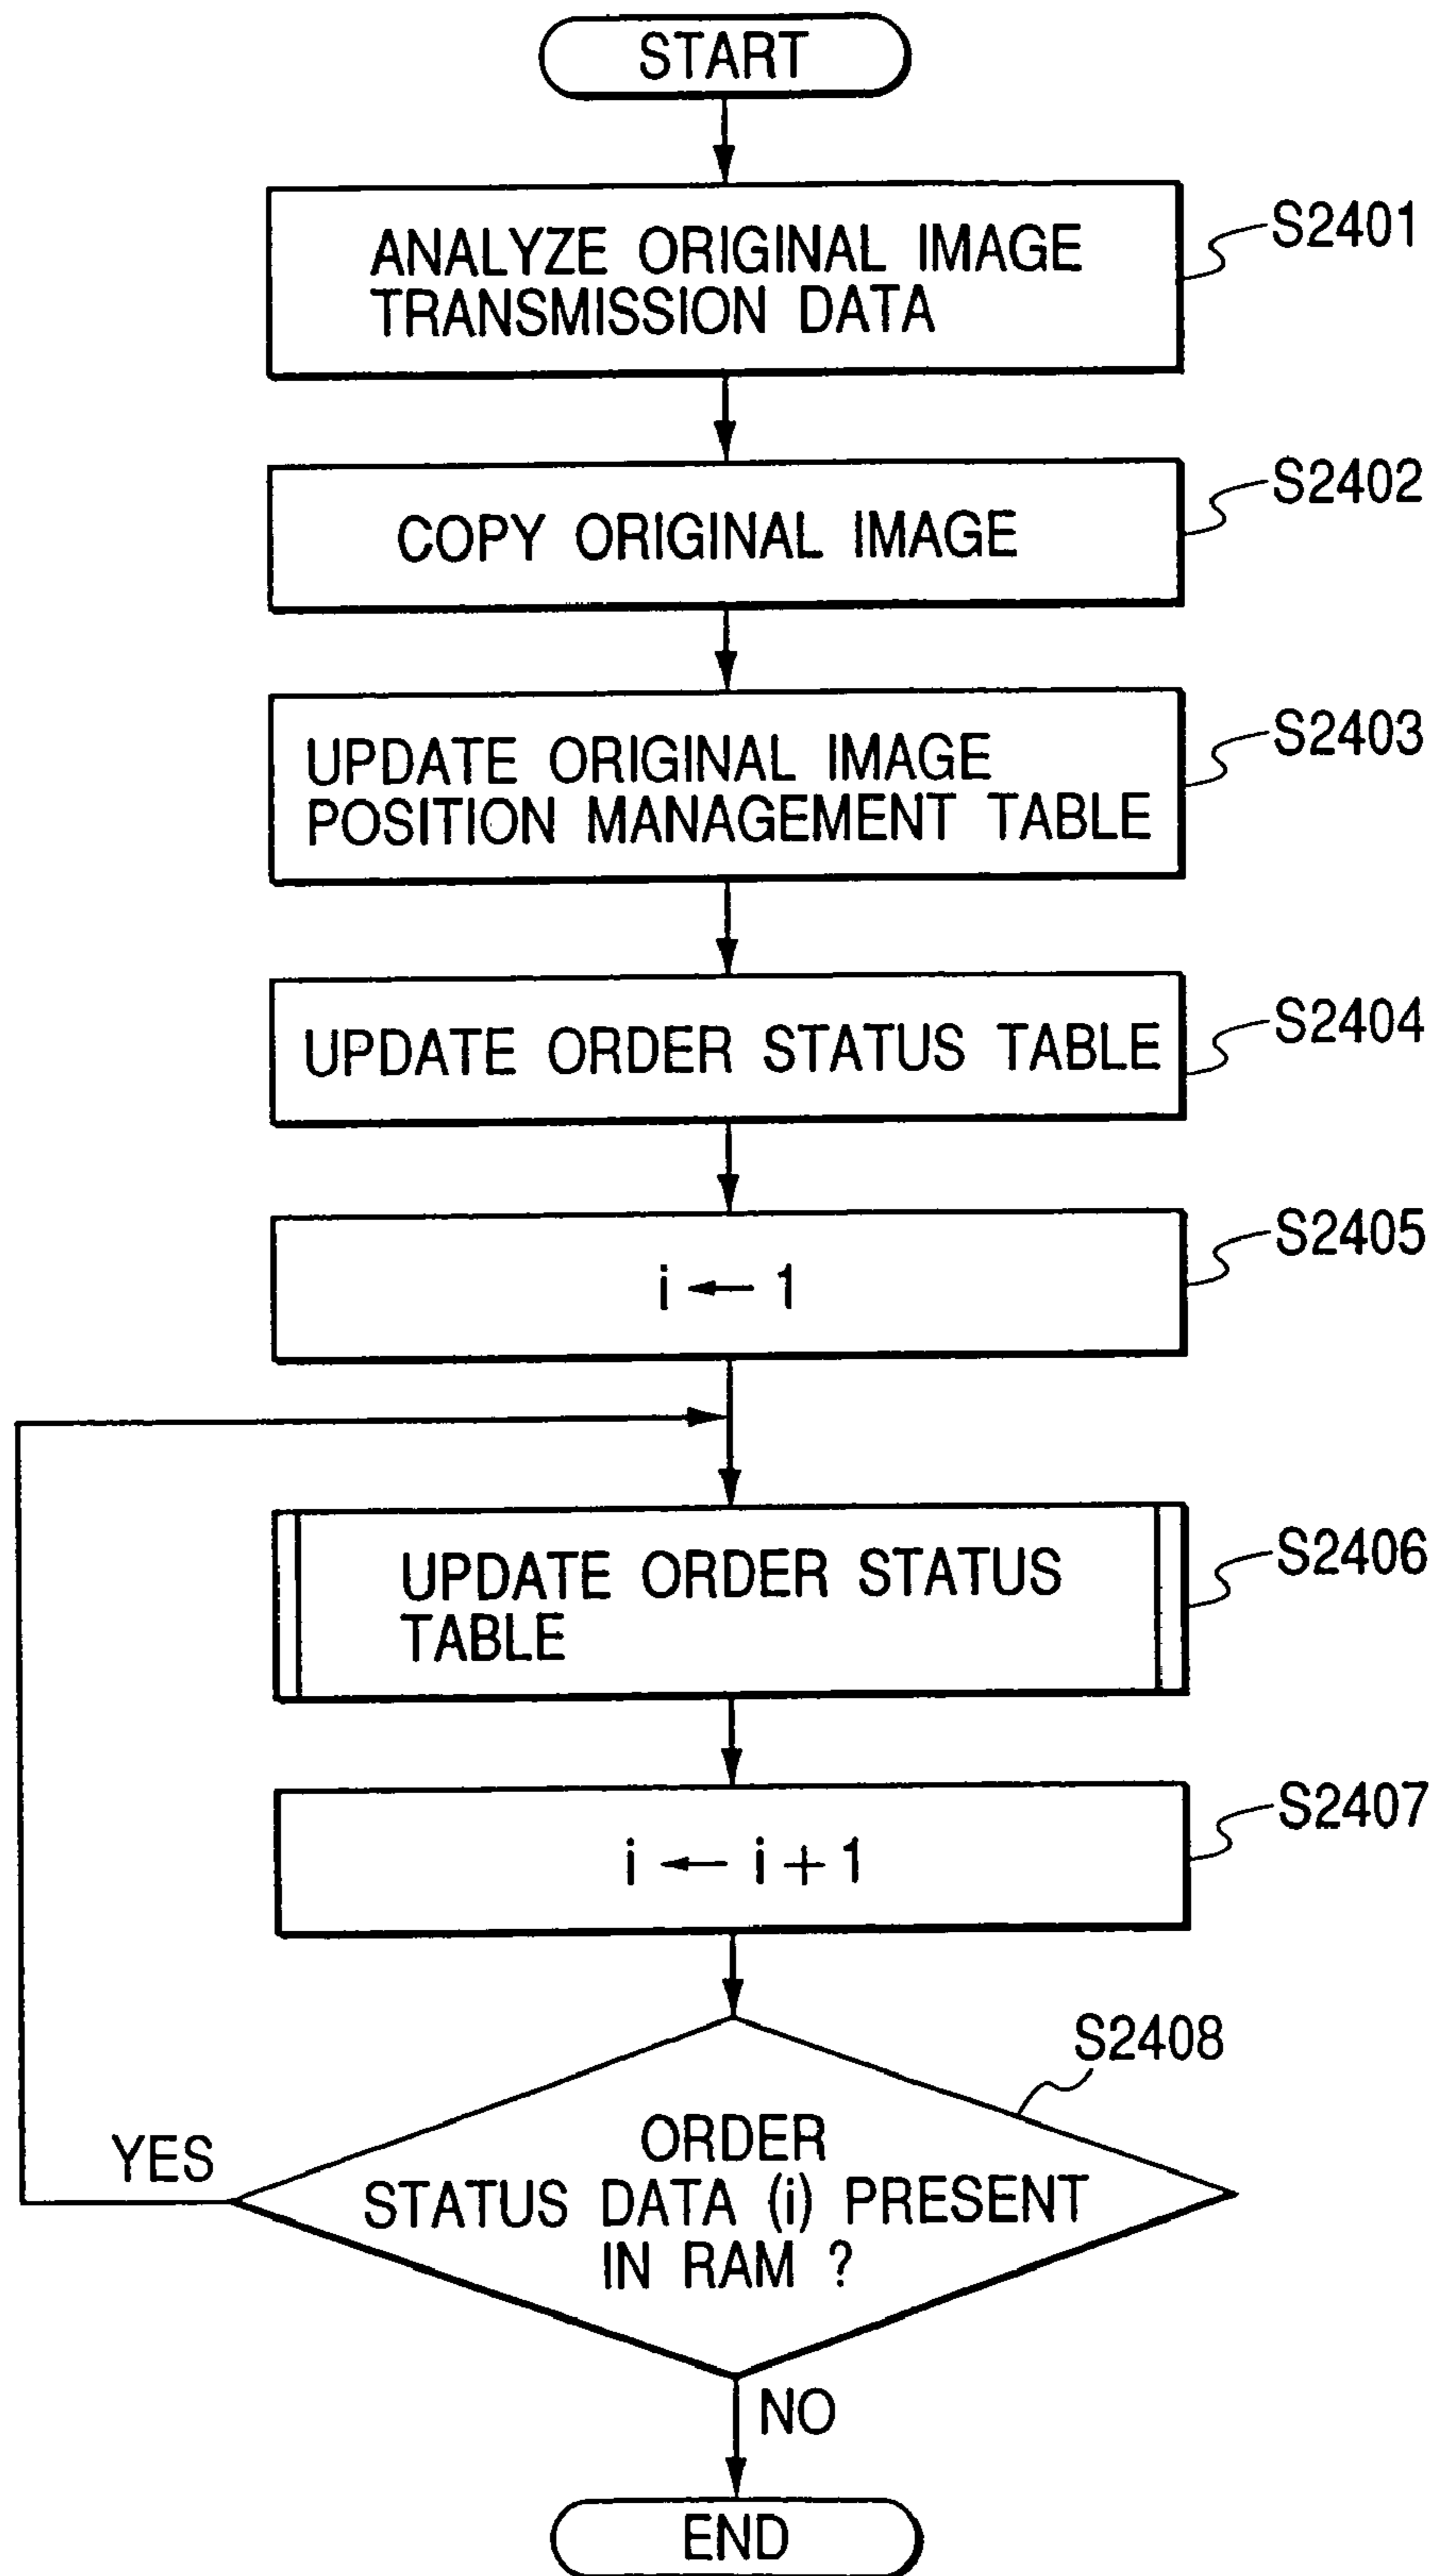 START
ANALYZE ORIGINAL IMAGE
TRANSMISSION DATA
S2401
COPY ORIGINAL IMAGE
S2402
UPDATE ORIGINAL IMAGE
POSITION MANAGEMENT TABLE
S2403
UPDATE ORDER STATUS TABLE
S2404
i ← 1
S2405
UPDATE ORDER STATUS
TABLE
S2406
i ← i + 1
S2407
S2408
ORDER
STATUS DATA (i) PRESENT
IN RAM ?
YES
NO
END